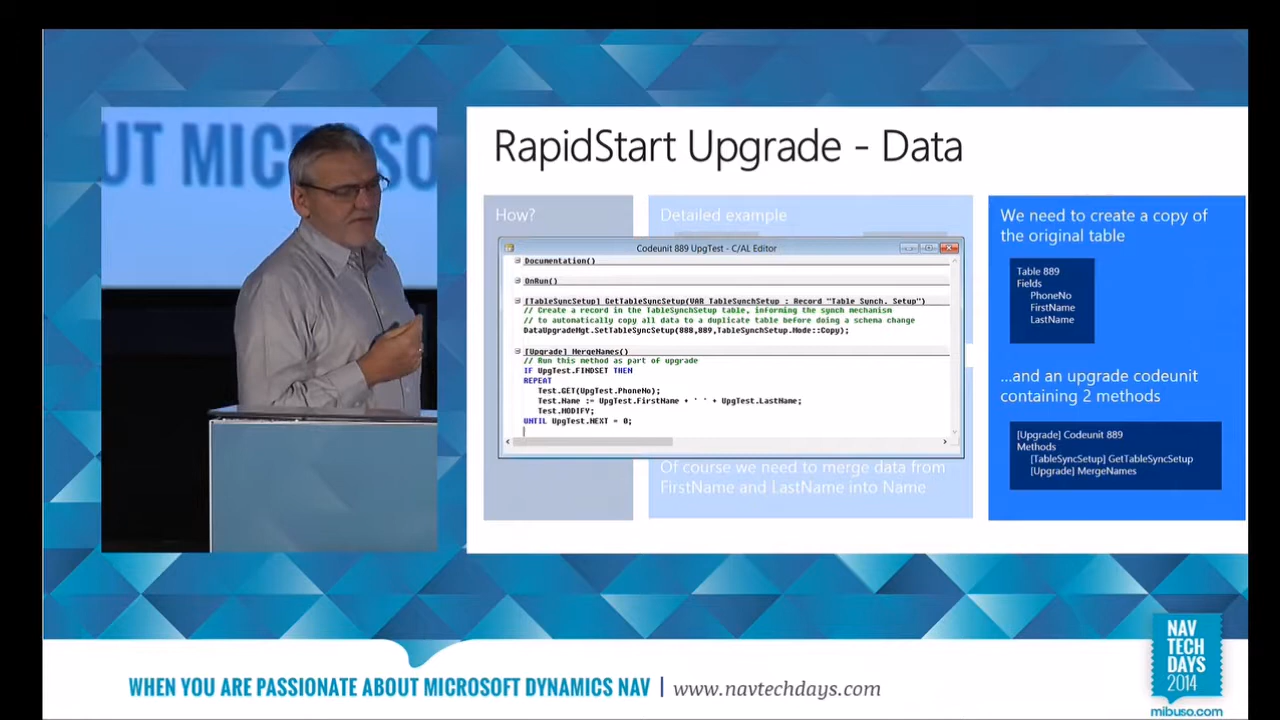 UT MICROSO
RapidStart Upgrade - Data
How?
Detailed example
Codeunit 889 UpgTest - C/AL Editor
Documentation()
OnRun()
[TableSyncSetup] GetTableSyncSetup(VAR TableSynchSetup : Record "Table Synch. Setup")
// Create a record in the TableSynchSetup table, informing the synch mechanism
// to automatically copy all data to a duplicate table before doing a schema change
DataUpgradeMgt.SetTableSyncSetup(888,889,TableSynchSetup.Mode::Copy);
[Upgrade] MergeNames()
// Run this method as part of upgrade
IF UpgTest.FINDSET THEN
REPEAT
Test.GET(UpgTest.PhoneNo);
Test.Name := UpgTest.FirstName + ' ' + UpgTest.LastName;
Test.MODIFY;
UNTIL UpgTest.NEXT = 0;
Of course we need to merge data from
FirstName and LastName into Name
We need to create a copy of
the original table
Table 889
Fields
PhoneNo
FirstName
LastName
...and an upgrade codeunit
containing 2 methods
[Upgrade] Codeunit 889
Methods
[TableSyncSetup] GetTableSyncSetup
[Upgrade] MergeNames
WHEN YOU ARE PASSIONATE ABOUT MICROSOFT DYNAMICS NAV | www.navtechdays.com
NAV
TECH
DAYS
2014
mibuso.com